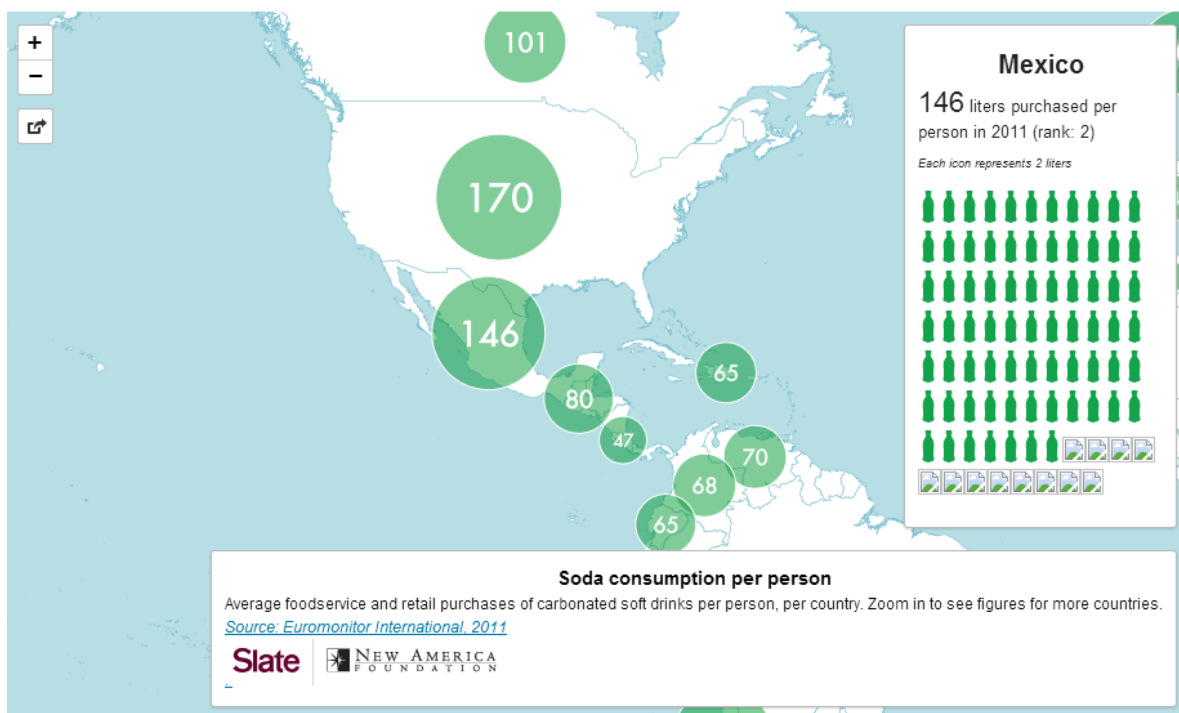 +
−
101
170
146
80
47
65
70
68
65
Mexico
146 liters purchased per
person in 2011 (rank: 2)
Each icon represents 2 liters
Soda consumption per person
Average foodservice and retail purchases of carbonated soft drinks per person, per country. Zoom in to see figures for more countries.
Source: Euromonitor International, 2011
Slate
NEW AMERICA
FOUNDATION
.